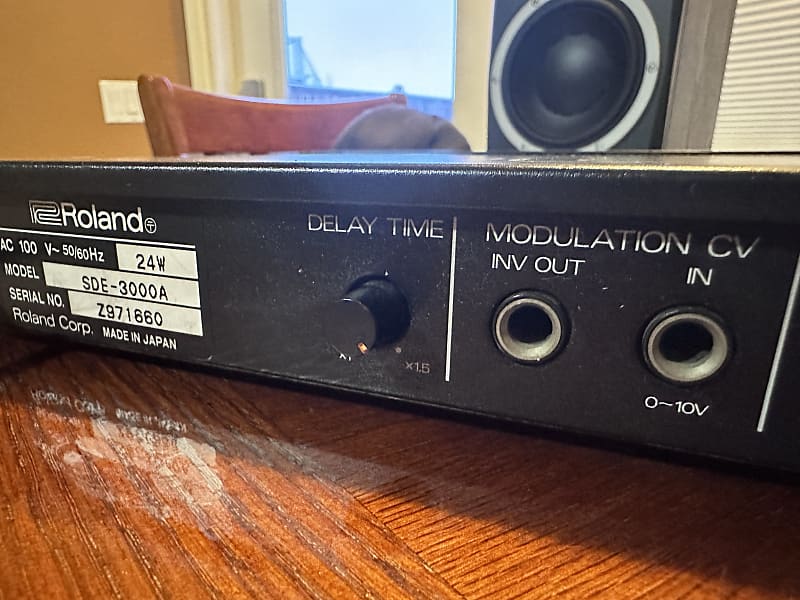 Roland
AC 100 V~ 50/60Hz 24W
MODEL SDE-3000A
SERIAL NO. Z971660
Roland Corp. MADE IN JAPAN
DELAY TIME
×1 ×1.5
MODULATION CV
INV OUT
IN
0~10V